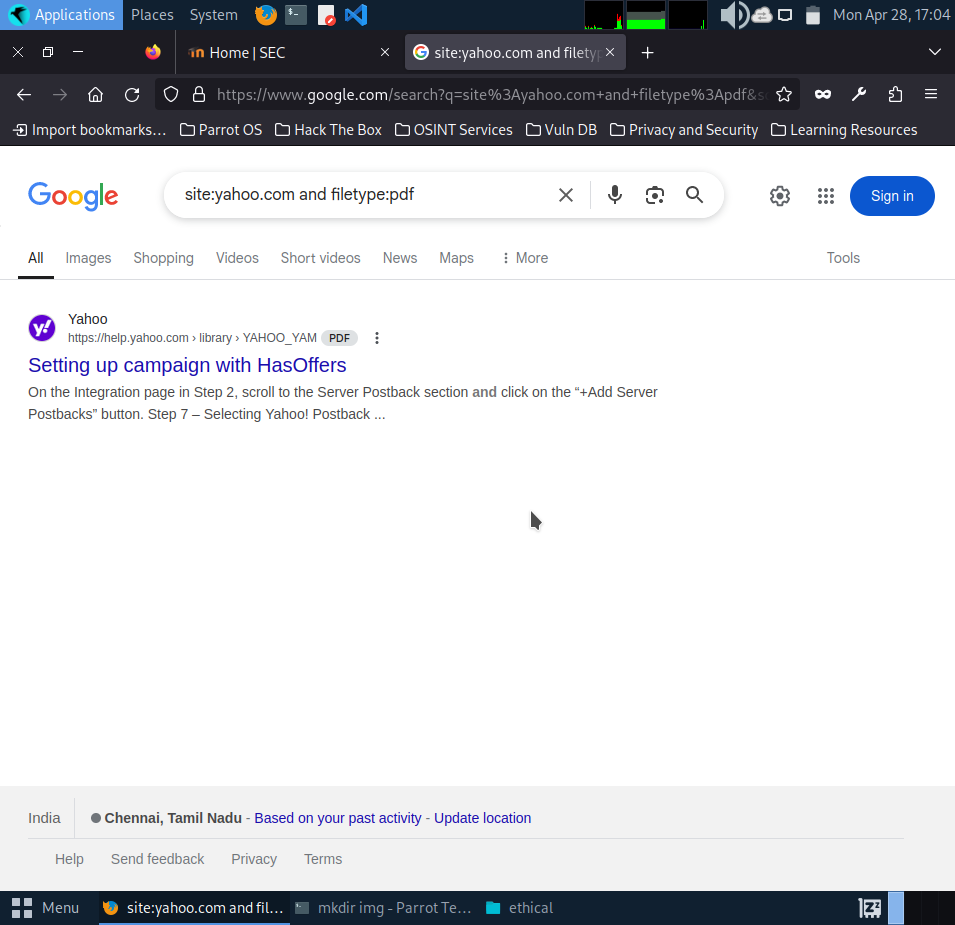 Applications Places System Mon Apr 28, 17:04
Home | SEC
site:yahoo.com and filetyp
https://www.google.com/search?q=site%3Ayahoo.com+and+filetype%3Apdf&s
Import bookmarks... Parrot OS Hack The Box OSINT Services Vuln DB Privacy and Security Learning Resources
Google
site:yahoo.com and filetype:pdf
Sign in
All Images Shopping Videos Short videos News Maps More Tools
Yahoo
https://help.yahoo.com › library › YAHOO_YAM PDF
y!
Setting up campaign with HasOffers
On the Integration page in Step 2, scroll to the Server Postback section and click on the “+Add Server
Postbacks” button. Step 7 – Selecting Yahoo! Postback ...
India Chennai, Tamil Nadu - Based on your past activity - Update location
Help Send feedback Privacy Terms
Menu site:yahoo.com and fil... mkdir img - Parrot Te... ethical